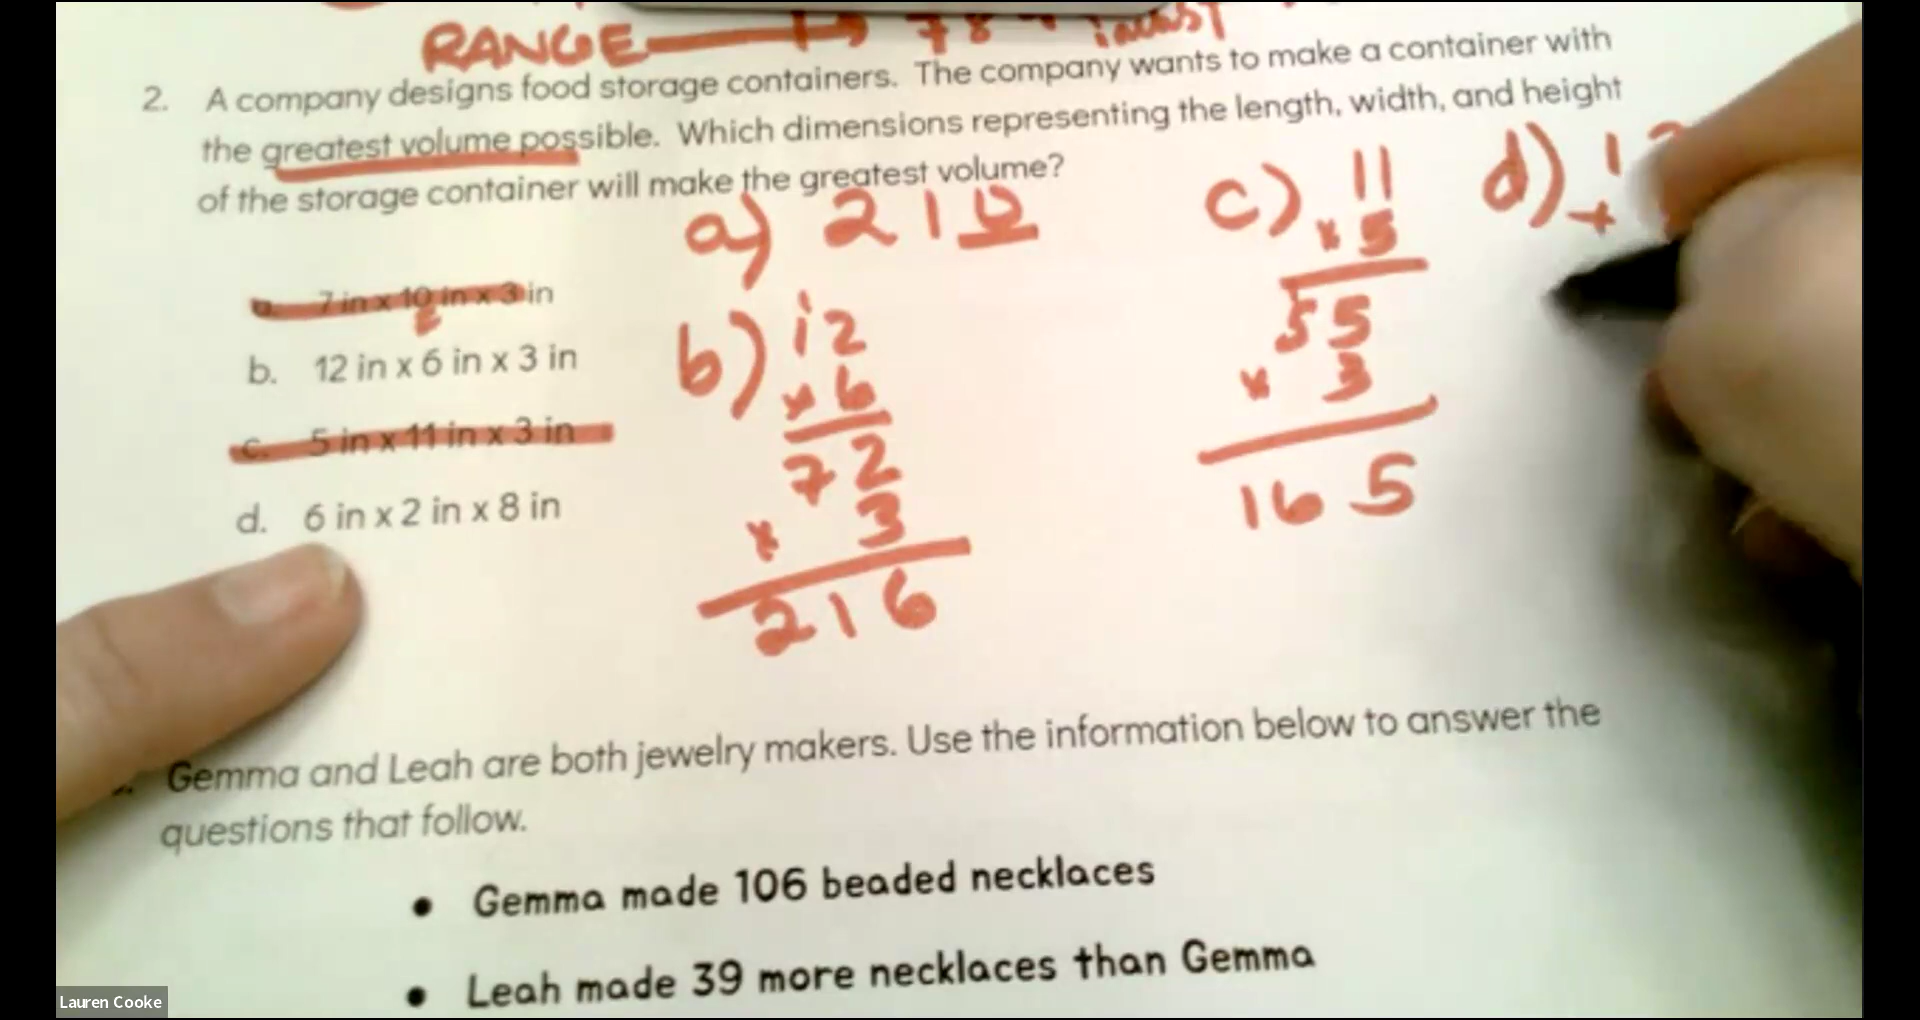 RANGE
2. A company designs food storage containers. The company wants to make a container with
the greatest volume possible. Which dimensions representing the length, width, and height
of the storage container will make the greatest volume?
a) 210
a. 7 in x 10 in x 3 in
b. 12 in x 6 in x 3 in
c. 5 in x 11 in x 3 in
d. 6 in x 2 in x 8 in
b) 12
x 6
72
x 3
216
c) 11
x 5
55
x 3
165
d) 1
Gemma and Leah are both jewelry makers. Use the information below to answer the
questions that follow.
• Gemma made 106 beaded necklaces
• Leah made 39 more necklaces than Gemma
Lauren Cooke